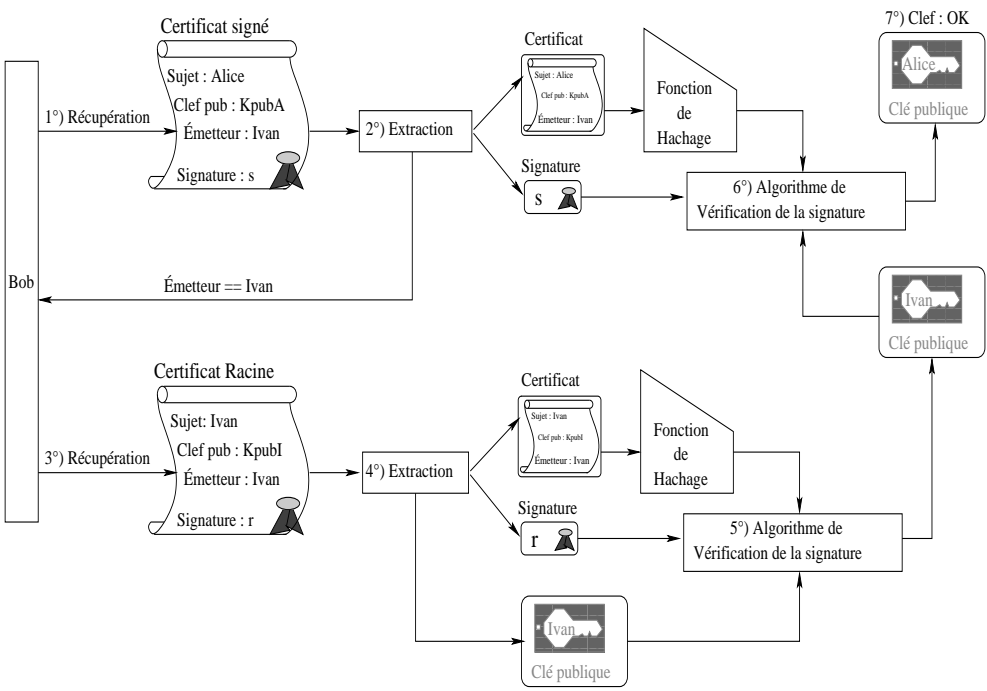 7°) Clef : OK
Certificat signé
Certificat
Sujet : Alice
Clef pub : KpubA
Émetteur : Ivan
Signature : s
1°) Récupération
2°) Extraction
Sujet : Alice
Clef pub : KpubA
Émetteur : Ivan
Fonction
de
Hachage
Alice
Clé publique
Signature
s
6°) Algorithme de
Vérification de la signature
Bob
Émetteur == Ivan
Ivan
Clé publique
Certificat Racine
Certificat
Sujet: Ivan
Clef pub : KpubI
Émetteur : Ivan
Signature : r
3°) Récupération
4°) Extraction
Sujet : Ivan
Clef pub : KpubI
Émetteur : Ivan
Fonction
de
Hachage
Signature
r
5°) Algorithme de
Vérification de la signature
Ivan
Clé publique